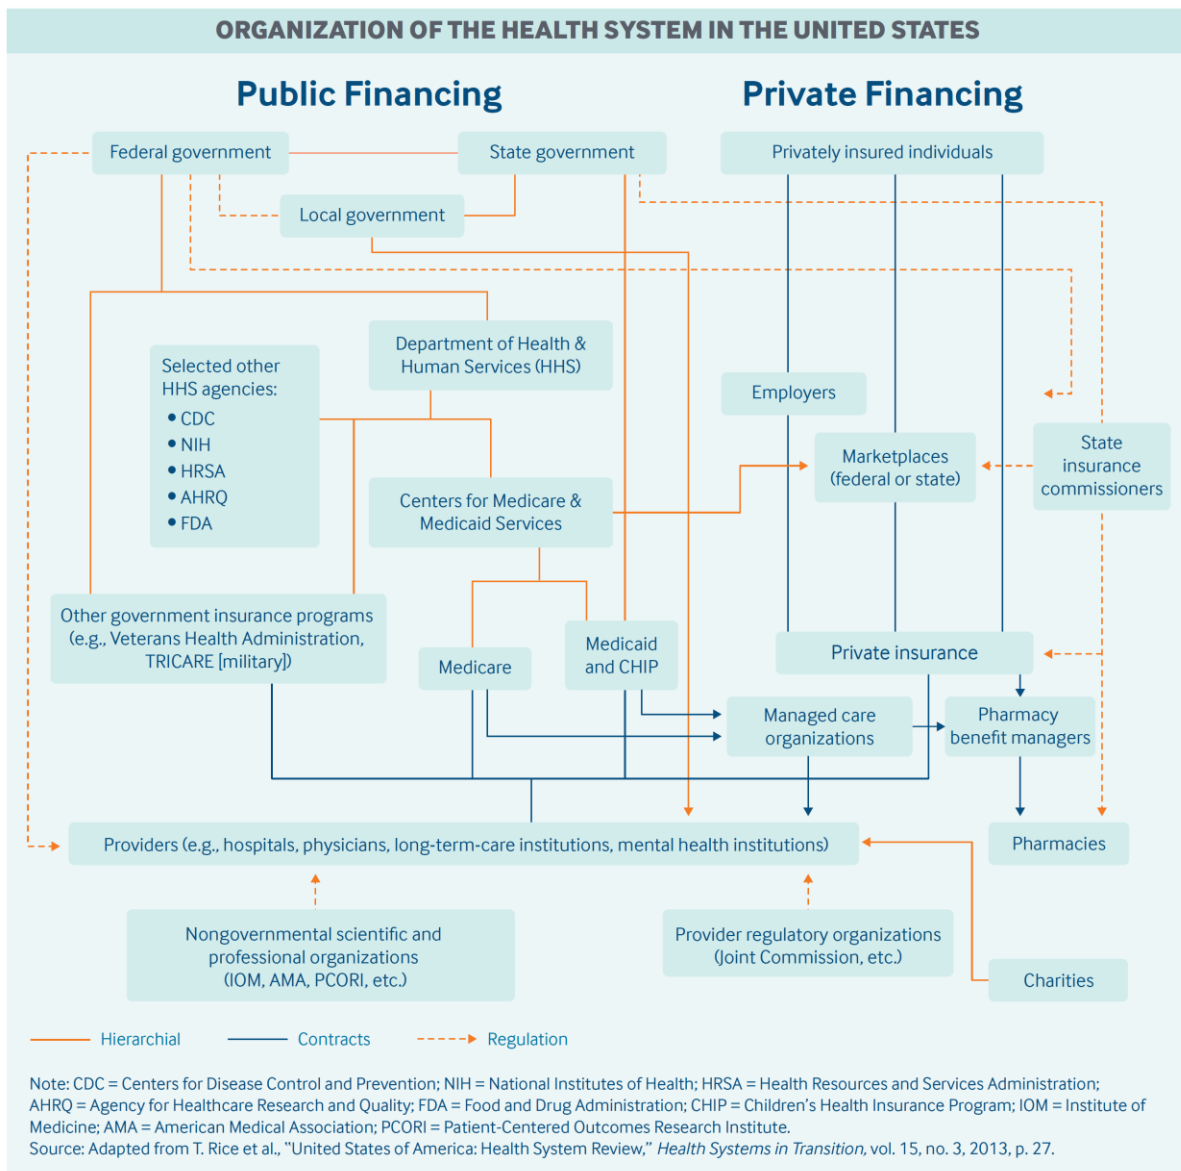 ORGANIZATION OF THE HEALTH SYSTEM IN THE UNITED STATES
Public Financing
Private Financing
Federal government
State government
Privately insured individuals
Local government
Department of Health &
Human Services (HHS)
Selected other
HHS agencies:
• CDC
• NIH
• HRSA
• AHRQ
• FDA
Employers
Marketplaces
(federal or state)
State
insurance
commissioners
Centers for Medicare &
Medicaid Services
Other government insurance programs
(e.g., Veterans Health Administration,
TRICARE [military])
Medicare
Medicaid
and CHIP
Private insurance
Managed care
organizations
Pharmacy
benefit managers
Providers (e.g., hospitals, physicians, long-term-care institutions, mental health institutions)
Pharmacies
Nongovernmental scientific and
professional organizations
(IOM, AMA, PCORI, etc.)
Provider regulatory organizations
(Joint Commission, etc.)
Charities
Hierarchial
Contracts
Regulation
Note: CDC = Centers for Disease Control and Prevention; NIH = National Institutes of Health; HRSA = Health Resources and Services Administration;
AHRQ = Agency for Healthcare Research and Quality; FDA = Food and Drug Administration; CHIP = Children’s Health Insurance Program; IOM = Institute of
Medicine; AMA = American Medical Association; PCORI = Patient-Centered Outcomes Research Institute.
Source: Adapted from T. Rice et al., “United States of America: Health System Review,” Health Systems in Transition, vol. 15, no. 3, 2013, p. 27.